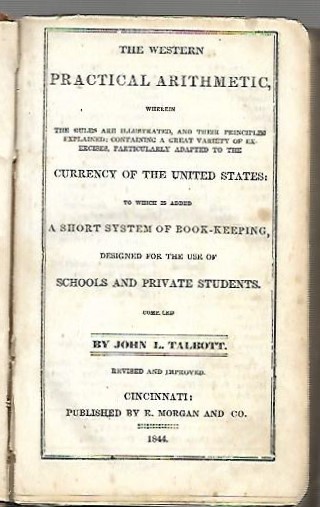 THE WESTERN
PRACTICAL ARITHMETIC,
WHEREIN
THE RULES ARE ILLUSTRATED, AND THEIR PRINCIPLES
EXPLAINED: CONTAINING A GREAT VARIETY OF EX-
ERCISES, PARTICULARLY ADAPTED TO THE
CURRENCY OF THE UNITED STATES:
TO WHICH IS ADDED
A SHORT SYSTEM OF BOOK-KEEPING,
DESIGNED FOR THE USE OF
SCHOOLS AND PRIVATE STUDENTS.
COMPILED
BY JOHN L. TALBOTT.
REVISED AND IMPROVED.
CINCINNATI:
PUBLISHED BY E. MORGAN AND CO.
1844.